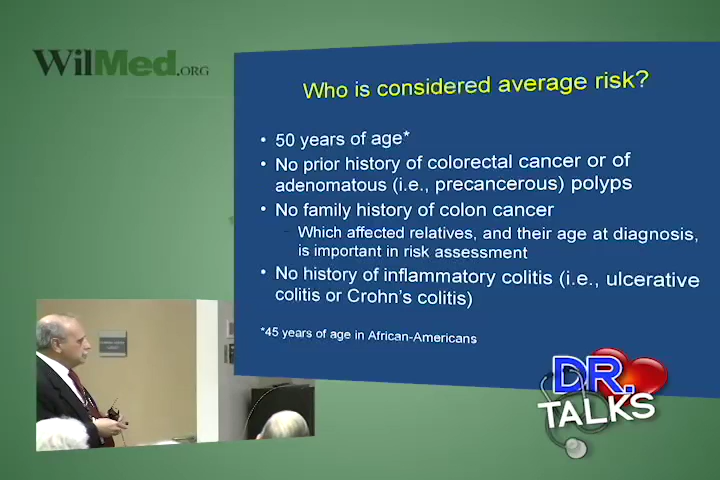 WilMed.ORG
Who is considered average risk?
• 50 years of age*
• No prior history of colorectal cancer or of
adenomatous (i.e., precancerous) polyps
• No family history of colon cancer
– Which affected relatives, and their age at diagnosis,
is important in risk assessment
• No history of inflammatory colitis (i.e., ulcerative
colitis or Crohn's colitis)
*45 years of age in African-Americans
DR.
TALKS